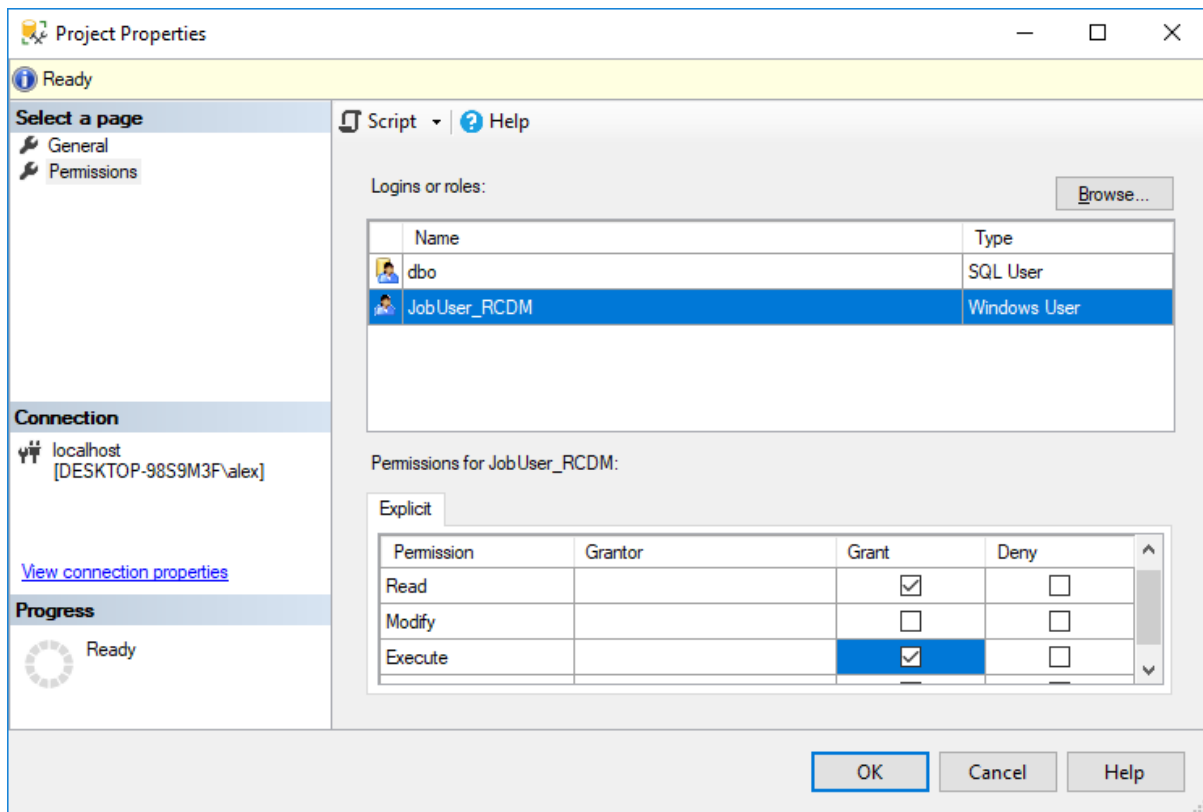 Project Properties
Ready
Select a page
General
Permissions
Script
Help
Logins or roles:
Browse...
Name Type
dbo SQL User
JobUser_RCDM Windows User
Connection
localhost
[DESKTOP-98S9M3F\alex]
View connection properties
Progress
Ready
Permissions for JobUser_RCDM:
Explicit
Permission Grantor Grant Deny
Read
Modify
Execute
OK Cancel Help